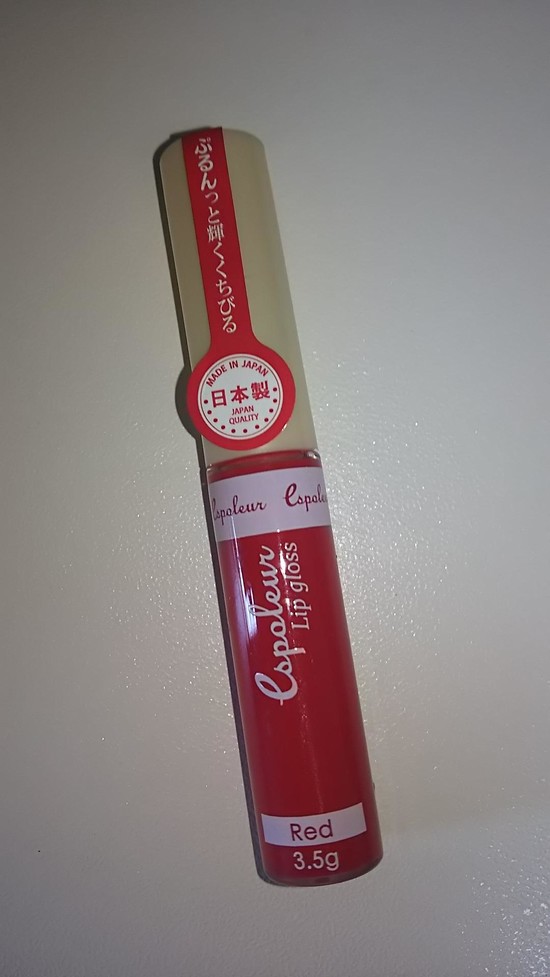 ぷるんっと輝くくちびる
MADE IN JAPAN
日本製
JAPAN
QUALITY
Espoleur Espoleu
Espoleur
Lip gloss
Red
3.5g